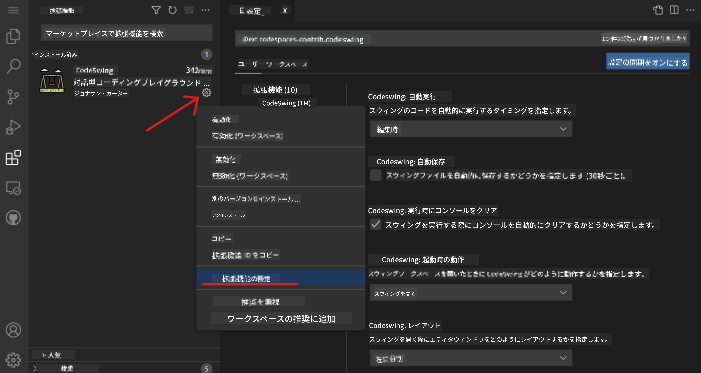 拡張機能
設定
マーケットプレイスで拡張機能を検索
インストール済み
1
CodeSwing
342ms
対話型コーディングプレイグラウンド ...
ジョナサン・カーター
有効化
有効化 (ワークスペース)
無効化
無効化 (ワークスペース)
別のバージョンをインストール...
コピー
拡張機能 ID をコピー
拡張機能の設定
推奨を無視
ワークスペースの推奨に追加
人気
推奨
5
@ext:codespaces-contrib.codeswing
ユーザー ワークスペース
設定の同期をオンにする
拡張機能 (10)
CodeSwing (10)
Codeswing: 自動実行
スウィングのコードを自動的に実行するタイミングを指定します。
編集時
Codeswing: 自動保存
スウィングファイルを自動的に保存するかどうかを指定します (30秒ごと)。
Codeswing: 実行時にコンソールをクリア
スウィングを実行する際にコンソールを自動的にクリアするかどうかを指定します。
Codeswing: 起動時の動作
スウィングワークスペースを開いたときに CodeSwing がどのように動作するかを指定します。
Codeswing: レイアウト
スウィングを開く際にエディタウィンドウをどのようにレイアウトするかを指定します。